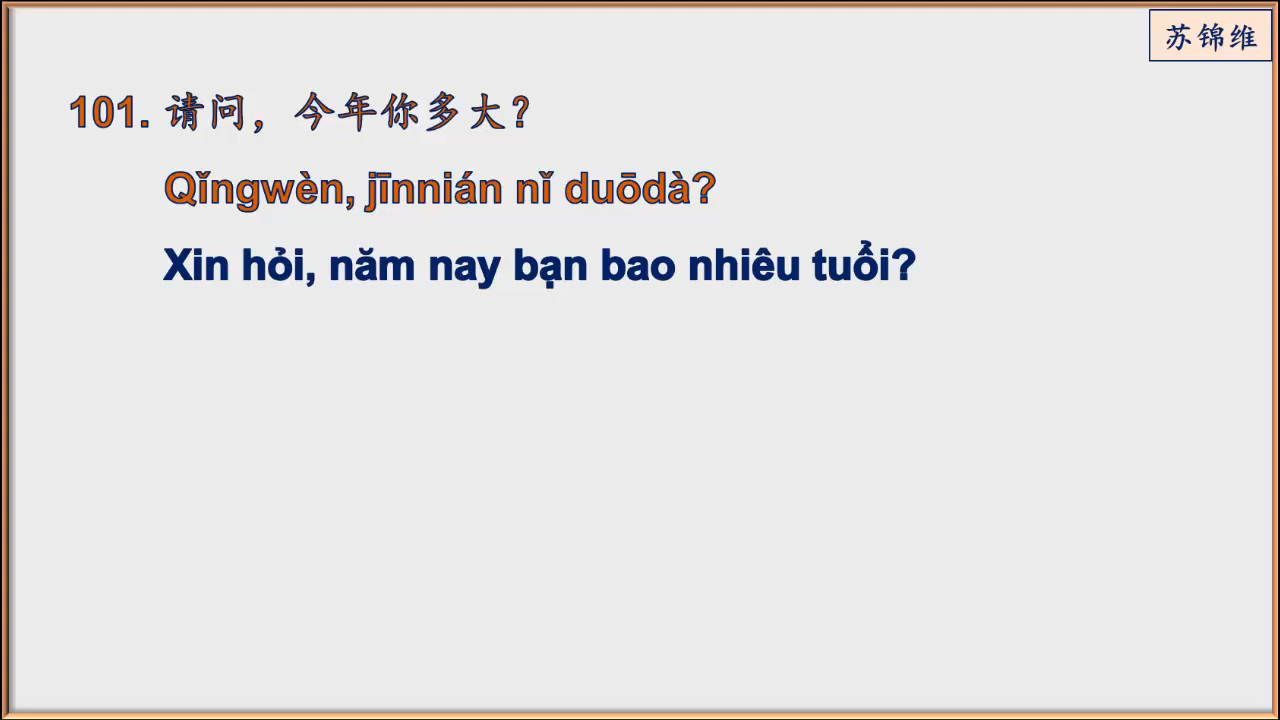 苏锦维
101. 请问，今年你多大？
Qǐngwèn, jīnnián nǐ duōdà?
Xin hỏi, năm nay bạn bao nhiêu tuổi?